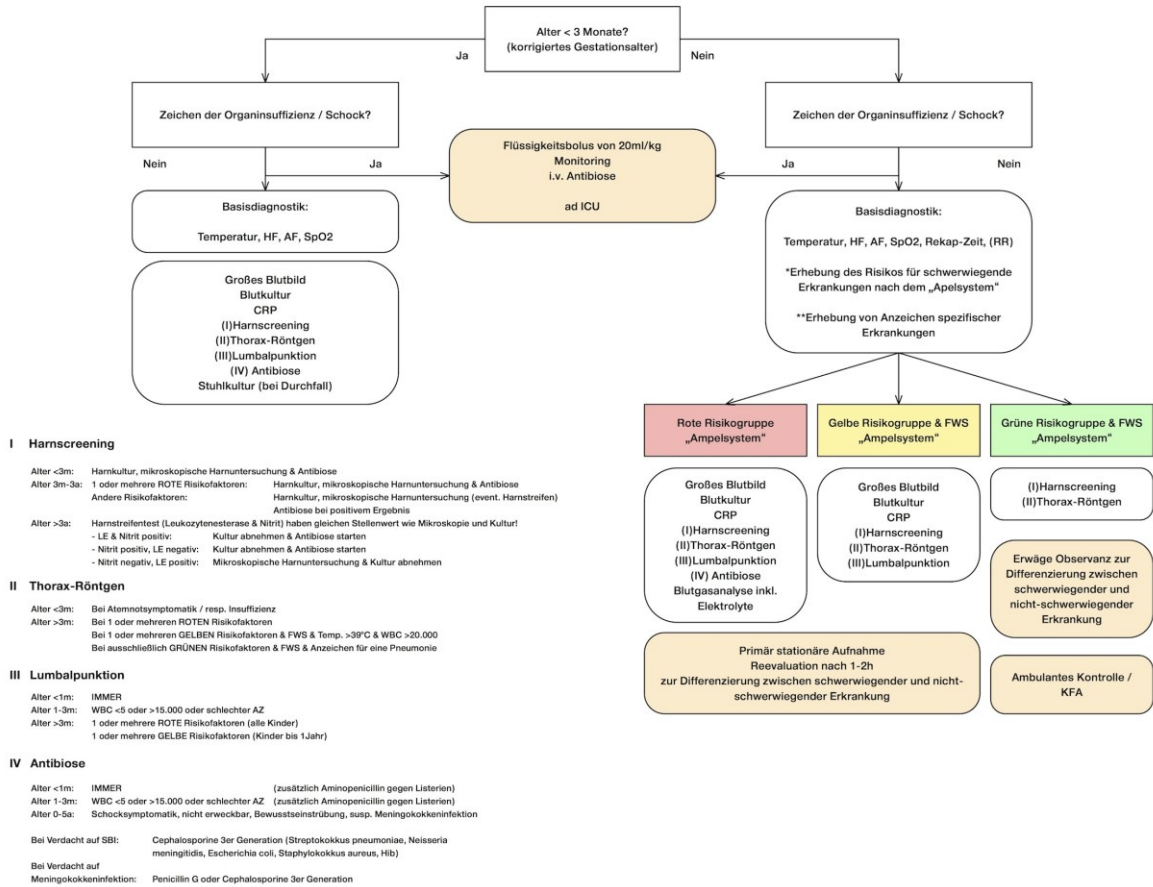 Alter < 3 Monate?
(korrigiertes Gestationsalter)
Ja
Nein
Zeichen der Organinsuffizienz / Schock?
Zeichen der Organinsuffizienz / Schock?
Nein
Ja
Flüssigkeitsbolus von 20ml/kg
Monitoring
i.v. Antibiose
ad ICU
Ja
Nein
Basisdiagnostik:
Temperatur, HF, AF, SpO2
Großes Blutbild
Blutkultur
CRP
(I)Harnscreening
(II)Thorax-Röntgen
(III)Lumbalpunktion
(IV) Antibiose
Stuhlkultur (bei Durchfall)
Basisdiagnostik:
Temperatur, HF, AF, SpO2, Rekap-Zeit, (RR)
*Erhebung des Risikos für schwerwiegende
Erkrankungen nach dem „Apelsystem"
**Erhebung von Anzeichen spezifischer
Erkrankungen
Rote Risikogruppe
„Ampelsystem"
Gelbe Risikogruppe & FWS
„Ampelsystem"
Grüne Risikogruppe & FWS
„Ampelsystem"
Großes Blutbild
Blutkultur
CRP
(I)Harnscreening
(II)Thorax-Röntgen
(III)Lumbalpunktion
(IV) Antibiose
Blutgasanalyse inkl.
Elektrolyte
Großes Blutbild
Blutkultur
CRP
(I)Harnscreening
(II)Thorax-Röntgen
(III)Lumbalpunktion
(I)Harnscreening
(II)Thorax-Röntgen
Erwäge Observanz zur
Differenzierung zwischen
schwerwiegender und
nicht-schwerwiegender
Erkrankung
Primär stationäre Aufnahme
Reevaluation nach 1-2h
zur Differenzierung zwischen schwerwiegender und nicht-
schwerwiegender Erkrankung
Ambulantes Kontrolle /
KFA
I Harnscreening
Alter <3m: Harnkultur, mikroskopische Harnuntersuchung & Antibiose
Alter 3m-3a: 1 oder mehrere ROTE Risikofaktoren: Harnkultur, mikroskopische Harnuntersuchung & Antibiose
Andere Risikofaktoren: Harnkultur, mikroskopische Harnuntersuchung (event. Harnstreifen)
Antibiose bei positivem Ergebnis
Alter >3a: Harnstreifentest (Leukozytenesterase & Nitrit) haben gleichen Stellenwert wie Mikroskopie und Kultur!
- LE & Nitrit positiv: Kultur abnehmen & Antibiose starten
- Nitrit positiv, LE negativ: Kultur abnehmen & Antibiose starten
- Nitrit negativ, LE positiv: Mikroskopische Harnuntersuchung & Kultur abnehmen
II Thorax-Röntgen
Alter <3m: Bei Atemnotsymptomatik / resp. Insuffizienz
Alter >3m: Bei 1 oder mehreren ROTEN Risikofaktoren
Bei 1 oder mehreren GELBEN Risikofaktoren & FWS & Temp. >39°C & WBC >20.000
Bei ausschließlich GRÜNEN Risikofaktoren & FWS & Anzeichen für eine Pneumonie
III Lumbalpunktion
Alter <1m: IMMER
Alter 1-3m: WBC <5 oder >15.000 oder schlechter AZ
Alter >3m: 1 oder mehrere ROTE Risikofaktoren (alle Kinder)
1 oder mehrere GELBE Risikofaktoren (Kinder bis 1Jahr)
IV Antibiose
Alter <1m: IMMER (zusätzlich Aminopenicillin gegen Listerien)
Alter 1-3m: WBC <5 oder >15.000 oder schlechter AZ (zusätzlich Aminopenicillin gegen Listerien)
Alter 0-5a: Schocksymptomatik, nicht erweckbar, Bewusstseinstrübung, susp. Meningokokkeninfektion
Bei Verdacht auf SBI: Cephalosporine 3er Generation (Streptokokkus pneumoniae, Neisseria
meningitidis, Escherichia coli, Staphylokokkus aureus, Hib)
Bei Verdacht auf
Meningokokkeninfektion: Penicillin G oder Cephalosporine 3er Generation